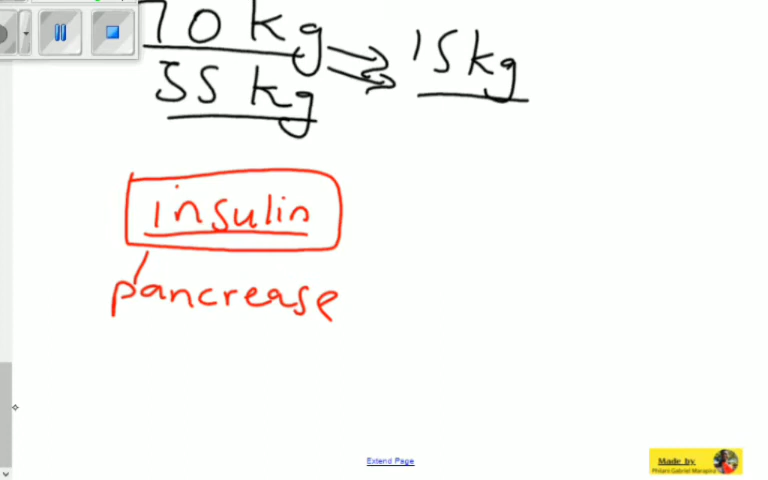 70 kg
15 kg
55 kg
insulin
pancrease
Extend Page
Made by